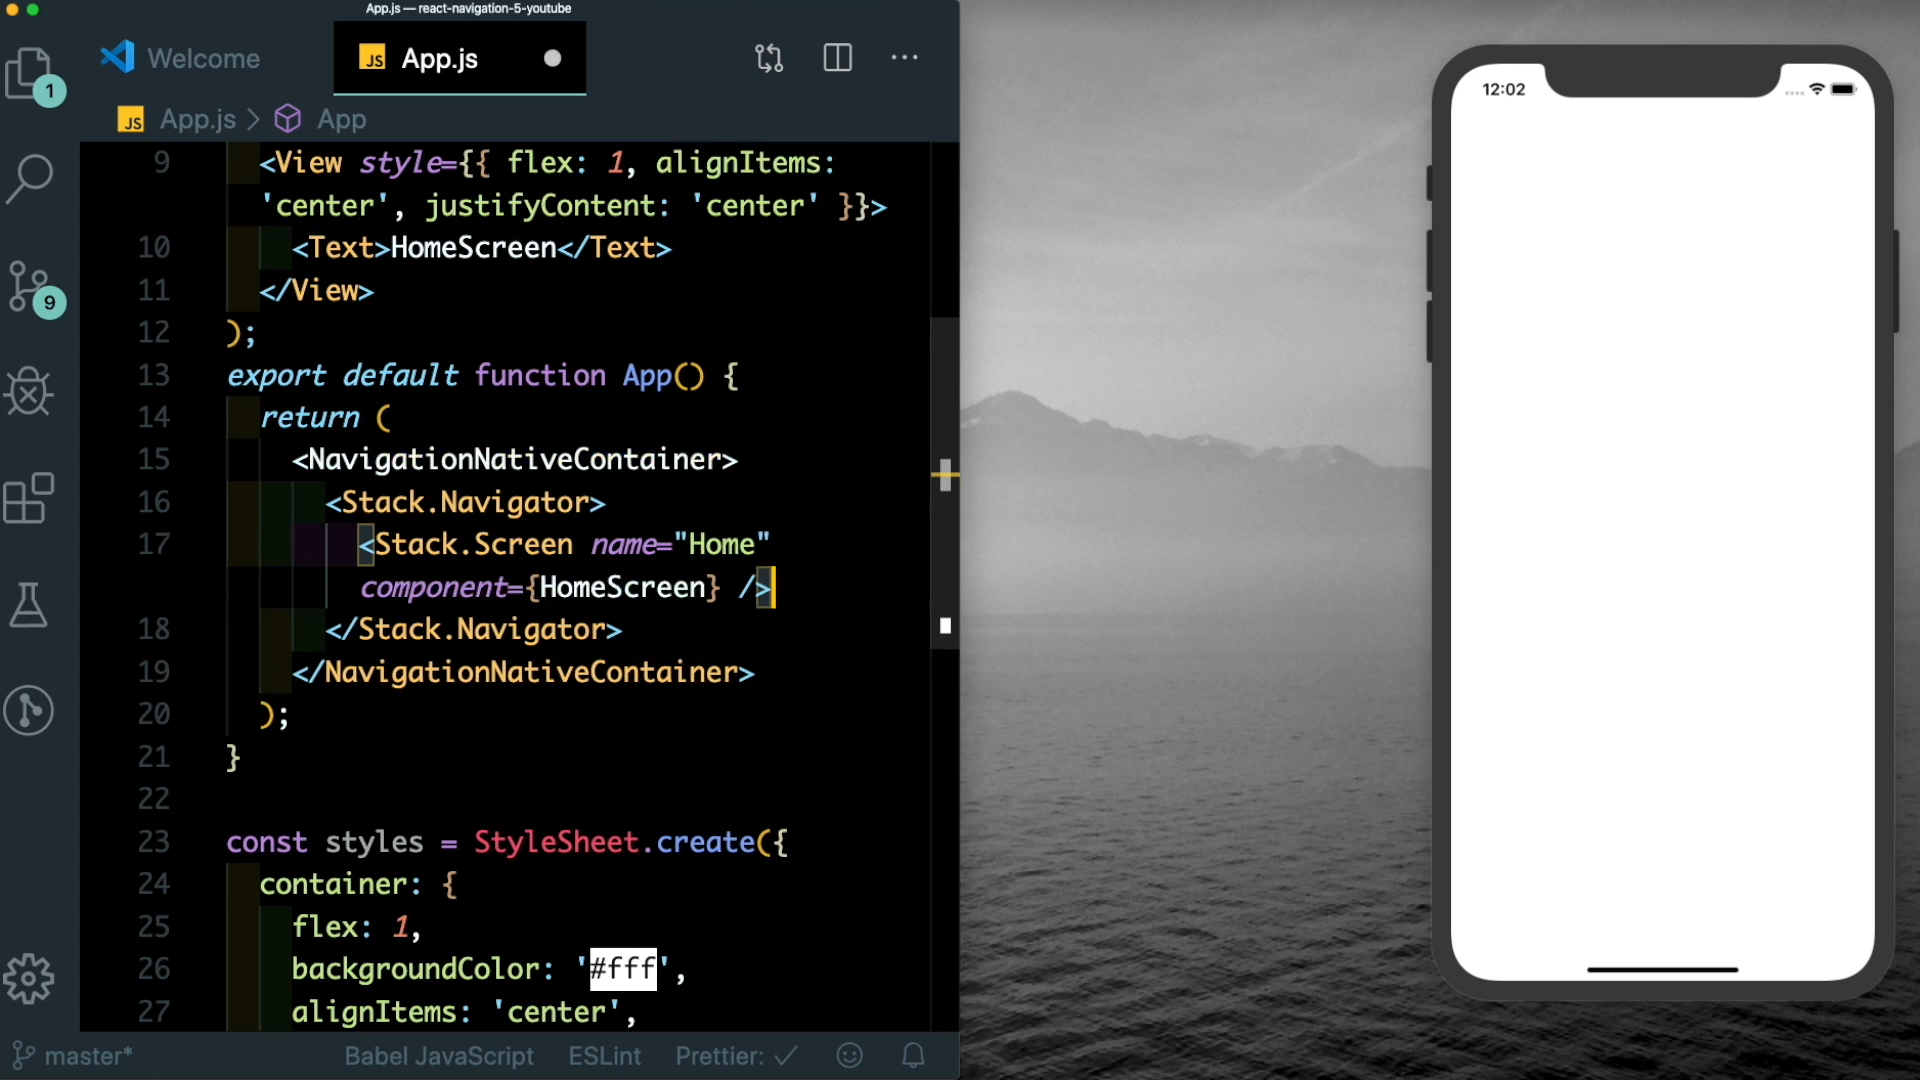 App.js — react-navigation-5-youtube
Welcome
JS App.js
JS App.js > App
1
9
9 <View style={{ flex: 1, alignItems:
'center', justifyContent: 'center' }}>
10 <Text>HomeScreen</Text>
11 </View>
12 );
13 export default function App() {
14 return (
15 <NavigationNativeContainer>
16 <Stack.Navigator>
17 <Stack.Screen name="Home"
component={HomeScreen} />
18 </Stack.Navigator>
19 </NavigationNativeContainer>
20 );
21 }
22
23 const styles = StyleSheet.create({
24 container: {
25 flex: 1,
26 backgroundColor: '#fff',
27 alignItems: 'center',
master* Babel JavaScript ESLint Prettier: ✓
12:02